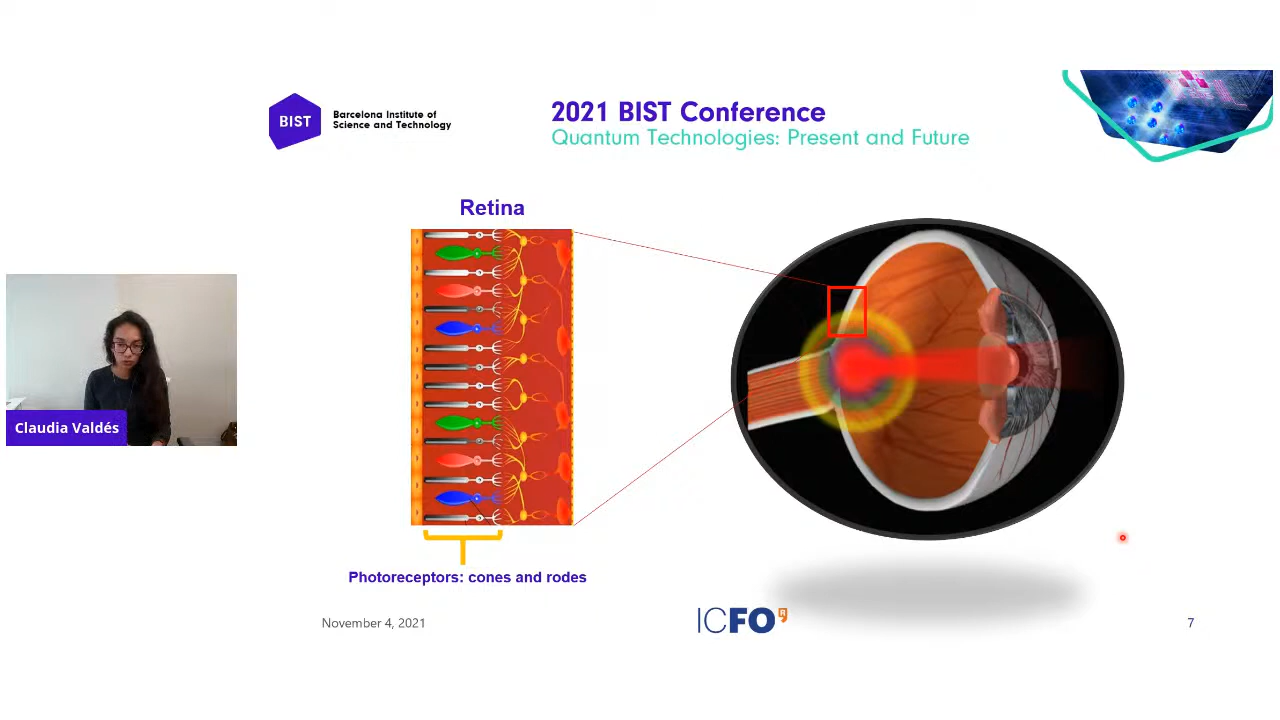 BIST
Barcelona Institute of
Science and Technology
2021 BIST Conference
Quantum Technologies: Present and Future
Retina
Claudia Valdés
Photoreceptors: cones and rodes
November 4, 2021
ICFO
7